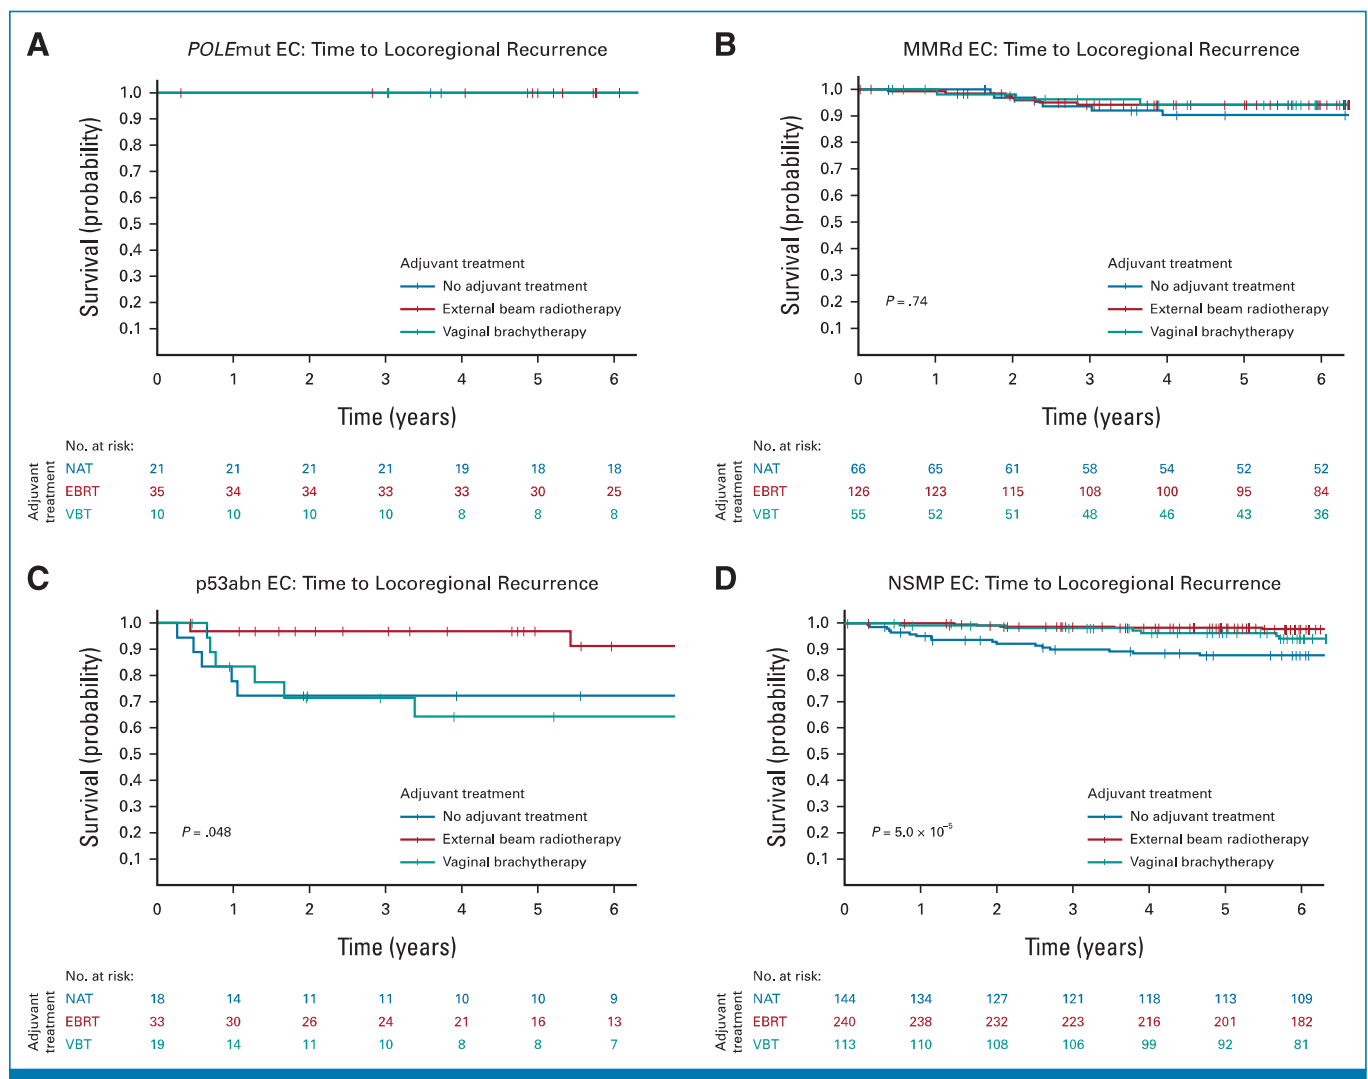 A
POLEmut EC: Time to Locoregional Recurrence
Survival (probability)
1.0
0.9
0.8
0.7
0.6
0.5
0.4
0.3
0.2
0.1
Adjuvant treatment
No adjuvant treatment
External beam radiotherapy
Vaginal brachytherapy
0 1 2 3 4 5 6
Time (years)
No. at risk:
Adjuvant treatment
NAT 21 21 21 21 19 18 18
EBRT 35 34 34 33 33 30 25
VBT 10 10 10 10 8 8 8
B
MMRd EC: Time to Locoregional Recurrence
Survival (probability)
1.0
0.9
0.8
0.7
0.6
0.5
0.4
0.3
0.2
0.1
P = .74
Adjuvant treatment
No adjuvant treatment
External beam radiotherapy
Vaginal brachytherapy
0 1 2 3 4 5 6
Time (years)
No. at risk:
Adjuvant treatment
NAT 66 65 61 58 54 52 52
EBRT 126 123 115 108 100 95 84
VBT 55 52 51 48 46 43 36
C
p53abn EC: Time to Locoregional Recurrence
Survival (probability)
1.0
0.9
0.8
0.7
0.6
0.5
0.4
0.3
0.2
0.1
P = .048
Adjuvant treatment
No adjuvant treatment
External beam radiotherapy
Vaginal brachytherapy
0 1 2 3 4 5 6
Time (years)
No. at risk:
Adjuvant treatment
NAT 18 14 11 11 10 10 9
EBRT 33 30 26 24 21 16 13
VBT 19 14 11 10 8 8 7
D
NSMP EC: Time to Locoregional Recurrence
Survival (probability)
1.0
0.9
0.8
0.7
0.6
0.5
0.4
0.3
0.2
0.1
P = 5.0 × 10⁻⁵
Adjuvant treatment
No adjuvant treatment
External beam radiotherapy
Vaginal brachytherapy
0 1 2 3 4 5 6
Time (years)
No. at risk:
Adjuvant treatment
NAT 144 134 127 121 118 113 109
EBRT 240 238 232 223 216 201 182
VBT 113 110 108 106 99 92 81